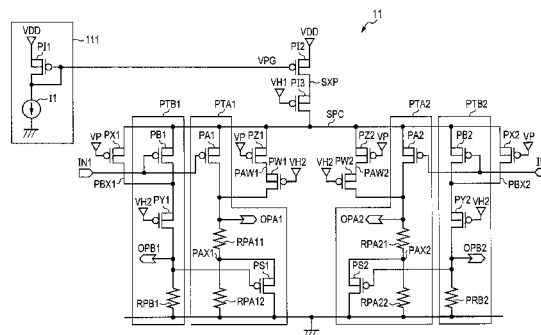 11
1t1
VDD
VDD
PI1
VPG
PI2
SXP
I1
VH1
PI3
PTB1
PTA1
SPC
PTA2
PTB2
PX1
PB1
PA1
PZ1
PZ2
PA2
PB2
PX2
VP
VP
VP
VP
IN1
PAW1
PW1
VH2
VH2
PW2
PAW2
PBX1
PBX2
VH2
PY1
PY2
VH2
OPA1
OPA2
OPB1
RPA11
RPA21
OPB2
PAX1
PS1
PS2
PAX2
RPB1
RPA12
RPA22
PRB2